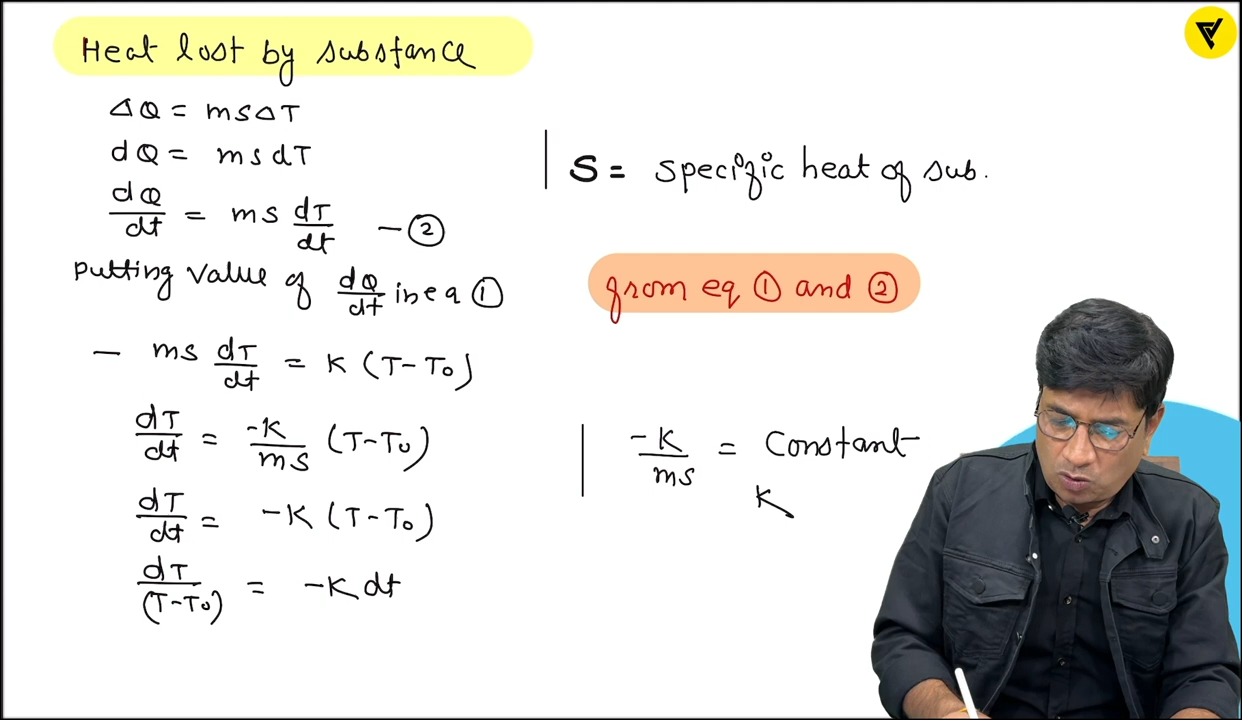 Heat lost by substance
ΔQ = msΔT
dQ = msdT
dQ/dt = ms dT/dt — ②
S = specific heat of sub.
putting value of dQ/dt in eq ①
from eq ① and ②
— ms dT/dt = K (T-T₀)
dT/dt = -K/ms (T-T₀)
-K/ms = Constant
K
dT/dt = -K (T-T₀)
dT/(T-T₀) = -K dt